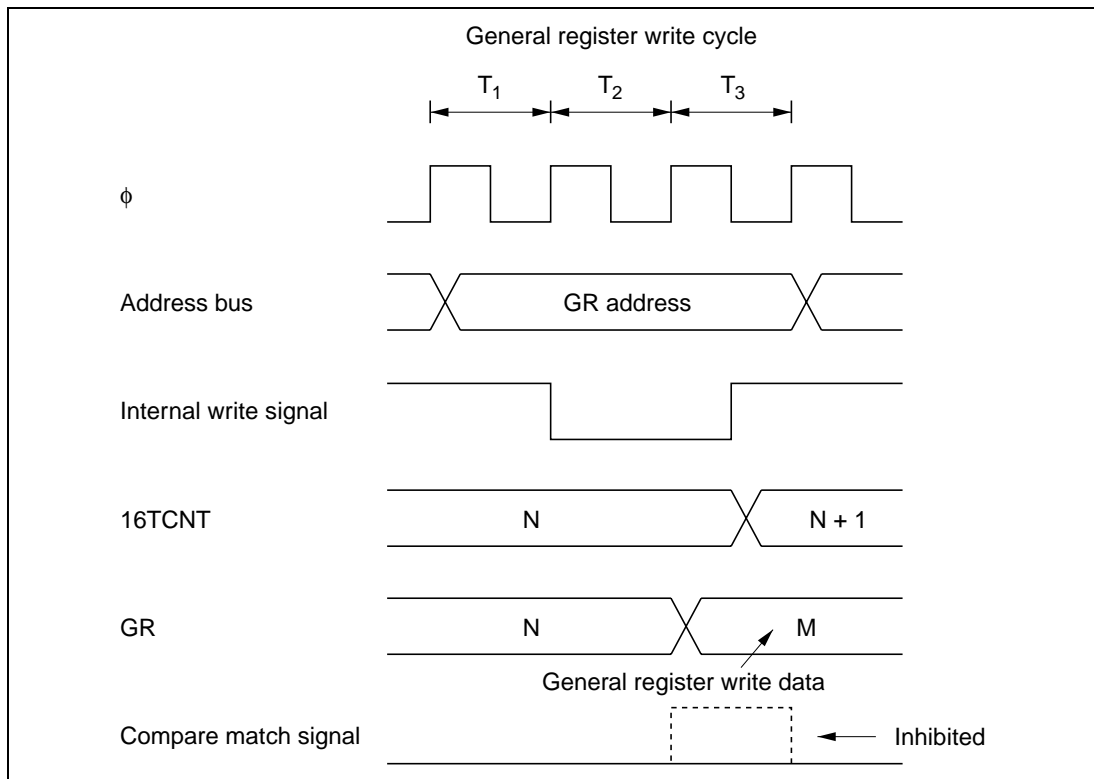 General register write cycle
T1 T2 T3
ϕ
Address bus GR address
Internal write signal
16TCNT N N + 1
GR N M
General register write data
Compare match signal Inhibited